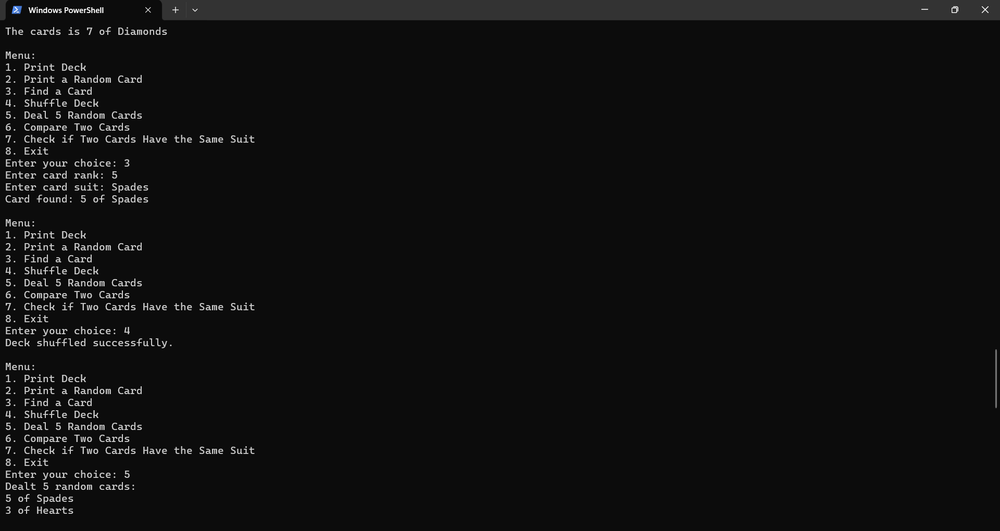 Windows PowerShell
The cards is 7 of Diamonds
Menu:
1. Print Deck
2. Print a Random Card
3. Find a Card
4. Shuffle Deck
5. Deal 5 Random Cards
6. Compare Two Cards
7. Check if Two Cards Have the Same Suit
8. Exit
Enter your choice: 3
Enter card rank: 5
Enter card suit: Spades
Card found: 5 of Spades
Menu:
1. Print Deck
2. Print a Random Card
3. Find a Card
4. Shuffle Deck
5. Deal 5 Random Cards
6. Compare Two Cards
7. Check if Two Cards Have the Same Suit
8. Exit
Enter your choice: 4
Deck shuffled successfully.
Menu:
1. Print Deck
2. Print a Random Card
3. Find a Card
4. Shuffle Deck
5. Deal 5 Random Cards
6. Compare Two Cards
7. Check if Two Cards Have the Same Suit
8. Exit
Enter your choice: 5
Dealt 5 random cards:
5 of Spades
3 of Hearts